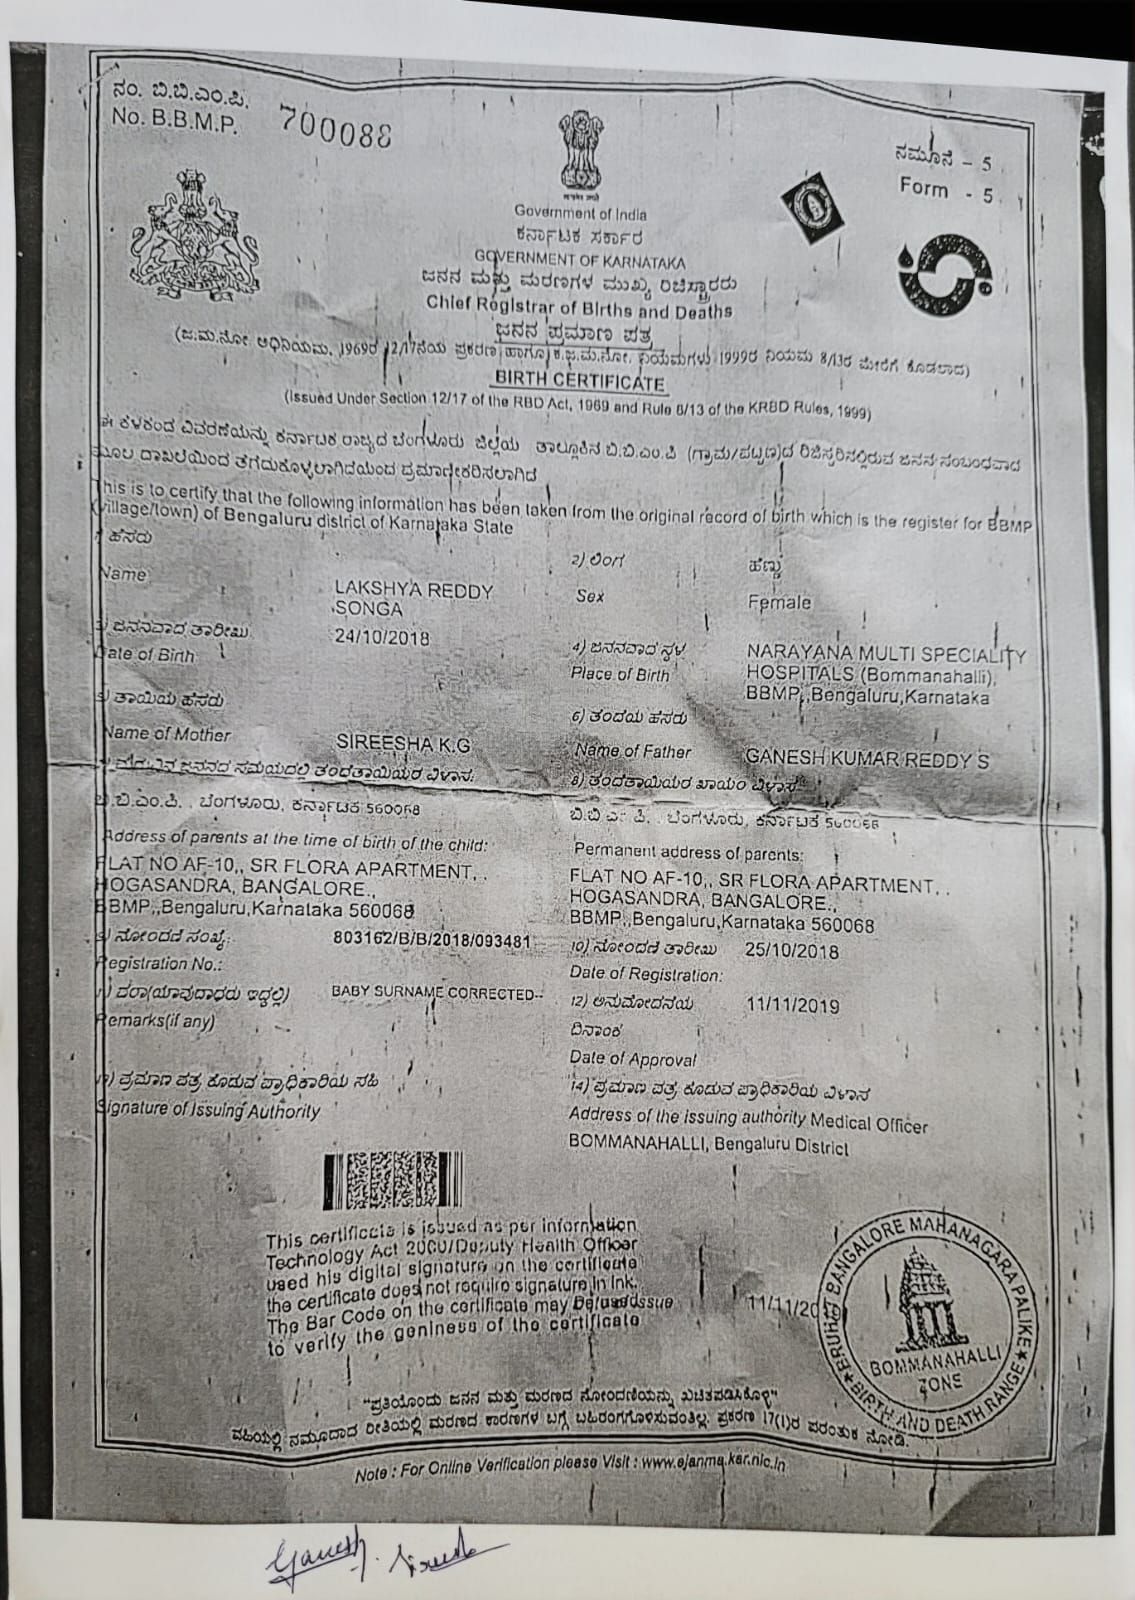 ನಂ. ಬಿ.ಬಿ.ಎಂ.ಪಿ.
No. B.B.M.P. 700088
ನಮೂನೆ - 5
Form - 5
Government of India
ಕರ್ನಾಟಕ ಸರ್ಕಾರ
GOVERNMENT OF KARNATAKA
ಜನನ ಮತ್ತು ಮರಣಗಳ ಮುಖ್ಯ ರಿಜಿಸ್ಟ್ರಾರರು
Chief Registrar of Births and Deaths
ಜನನ ಪ್ರಮಾಣ ಪತ್ರ
(ಜ.ಮ.ನೋ ಅಧಿನಿಯಮ, 1969ರ 12/17ನೆಯ ಪ್ರಕರಣ ಹಾಗೂ ಕ.ಜ.ಮ.ನೋ. ನಿಯಮಗಳು 1999ರ ನಿಯಮ 8/13ರ ಮೇರೆಗೆ ಕೊಡಲಾದ)
BIRTH CERTIFICATE
(Issued Under Section 12/17 of the RBD Act, 1969 and Rule 8/13 of the KRBD Rules, 1999)
ಈ ಕೆಳಕಂಡ ವಿವರಣೆಯನ್ನು ಕರ್ನಾಟಕ ರಾಜ್ಯದ ಬೆಂಗಳೂರು ಜಿಲ್ಲೆಯ ತಾಲ್ಲೂಕಿನ ಬಿ.ಬಿ.ಎಂ.ಪಿ (ಗ್ರಾಮ/ಪಟ್ಟಣ)ದ ರಿಜಿಸ್ತರಿನಲ್ಲಿರುವ ಜನನ ಸಂಬಂಧವಾದ
ಮೂಲ ದಾಖಲೆಯಿಂದ ತೆಗೆದುಕೊಳ್ಳಲಾಗಿದೆಯೆಂದ ಪ್ರಮಾಣೀಕರಿಸಲಾಗಿದೆ
This is to certify that the following information has been taken from the original record of birth which is the register for BBMP
(village/town) of Bengaluru district of Karnataka State
ಹೆಸರು
Name LAKSHYA REDDY
SONGA
2) ಲಿಂಗ ಹೆಣ್ಣು
Sex Female
3) ಜನನವಾದ ತಾರೀಖು 24/10/2018
Date of Birth
4) ಜನನವಾದ ಸ್ಥಳ
Place of Birth
NARAYANA MULTI SPECIALITY
HOSPITALS (Bommanahalli),
BBMP,,Bengaluru,Karnataka
5) ತಾಯಿಯ ಹೆಸರು
Name of Mother SIREESHA K.G
6) ತಂದೆಯ ಹೆಸರು
Name of Father GANESH KUMAR REDDY S
ಮಗುವಿನ ಜನನದ ಸಮಯದಲ್ಲಿ ತಂದೆತಾಯಿಯರ ವಿಳಾಸ:
ಬಿ.ಬಿ.ಎಂ.ಪಿ. , ಬೆಂಗಳೂರು, ಕರ್ನಾಟಕ 560068
Address of parents at the time of birth of the child:
FLAT NO AF-10,, SR FLORA APARTMENT, .
HOGASANDRA, BANGALORE.,
BBMP,,Bengaluru,Karnataka 560068
8) ತಂದೆತಾಯಿಯರ ಖಾಯಂ ವಿಳಾಸ
ಬಿ.ಬಿ.ಎಂ.ಪಿ. , ಬೆಂಗಳೂರು, ಕರ್ನಾಟಕ 560068
Permanent address of parents:
FLAT NO AF-10,, SR FLORA APARTMENT, .
HOGASANDRA, BANGALORE.,
BBMP,,Bengaluru,Karnataka 560068
9) ನೋಂದಣಿ ಸಂಖ್ಯೆ: 803162/B/B/2018/093481
Registration No.:
10) ನೋಂದಣಿ ತಾರೀಖು 25/10/2018
Date of Registration:
11) ಷರಾ(ಯಾವುದಾದರು ಇದ್ದಲ್ಲಿ) BABY SURNAME CORRECTED--
Remarks(if any)
12) ಅನುಮೋದನೆಯ 11/11/2019
ದಿನಾಂಕ
Date of Approval
13) ಪ್ರಮಾಣ ಪತ್ರ ಕೊಡುವ ಪ್ರಾಧಿಕಾರಿಯ ಸಹಿ
Signature of Issuing Authority
14) ಪ್ರಮಾಣ ಪತ್ರ ಕೊಡುವ ಪ್ರಾಧಿಕಾರಿಯ ವಿಳಾಸ
Address of the issuing authority Medical Officer
BOMMANAHALLI, Bengaluru District
This certificate is issued as per information
Technology Act 2000/Deputy Health Officer
used his digital signature on the certificate
the certificate does not require signature in ink.
The Bar Code on the certificate may be used Issue 11/11/20
to verify the geniness of the certificate
BRUHAT BANGALORE MAHANAGARA PALIKE
BOMMANAHALLI
ZONE
BIRTH AND DEATH RANGE
"ಪ್ರತಿಯೊಂದು ಜನನ ಮತ್ತು ಮರಣದ ನೋಂದಣಿಯನ್ನು ಖಚಿತಪಡಿಸಿಕೊಳ್ಳಿ"
ವಹಿಯಲ್ಲಿ ನಮೂದಾದ ರೀತಿಯಲ್ಲಿ ಮರಣದ ಕಾರಣಗಳ ಬಗ್ಗೆ ಬಹಿರಂಗಗೊಳಿಸುವಂತಿಲ್ಲ. ಪ್ರಕರಣ 17(1)ರ ಪರಂತುಕ ನೋಡಿ.
Note : For Online Verification please Visit : www.ejanma.kar.nic.in
Ganesh.